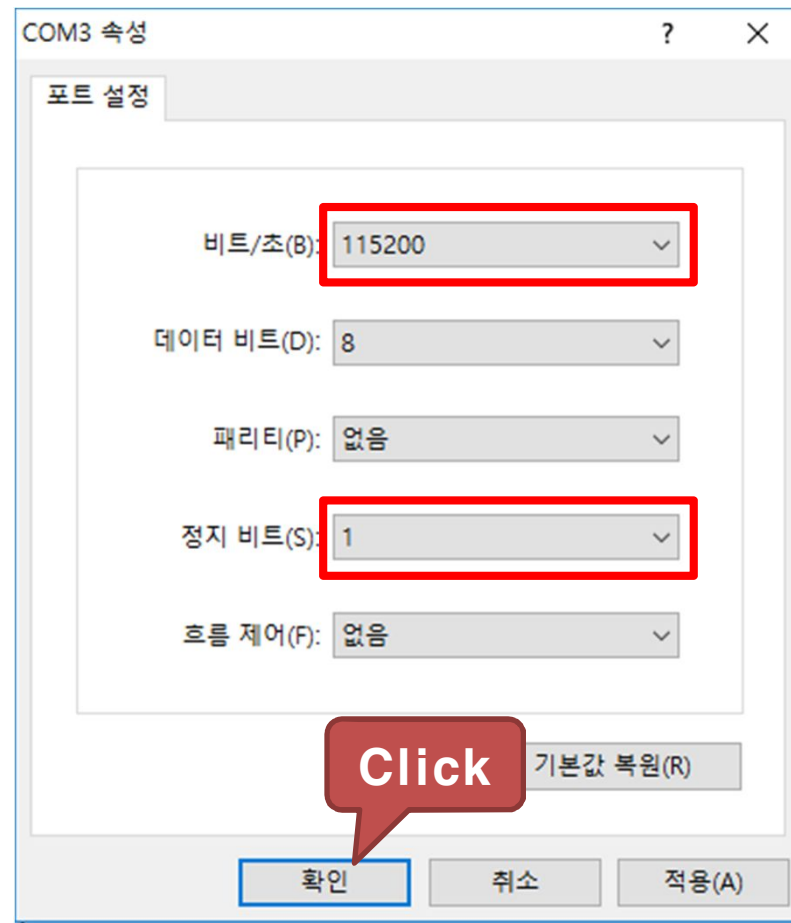 COM3 속성 ?
포트 설정
비트/초(B): 115200
데이터 비트(D): 8
패리티(P): 없음
정지 비트(S): 1
흐름 제어(F): 없음
Click
기본값 복원(R)
확인 취소 적용(A)